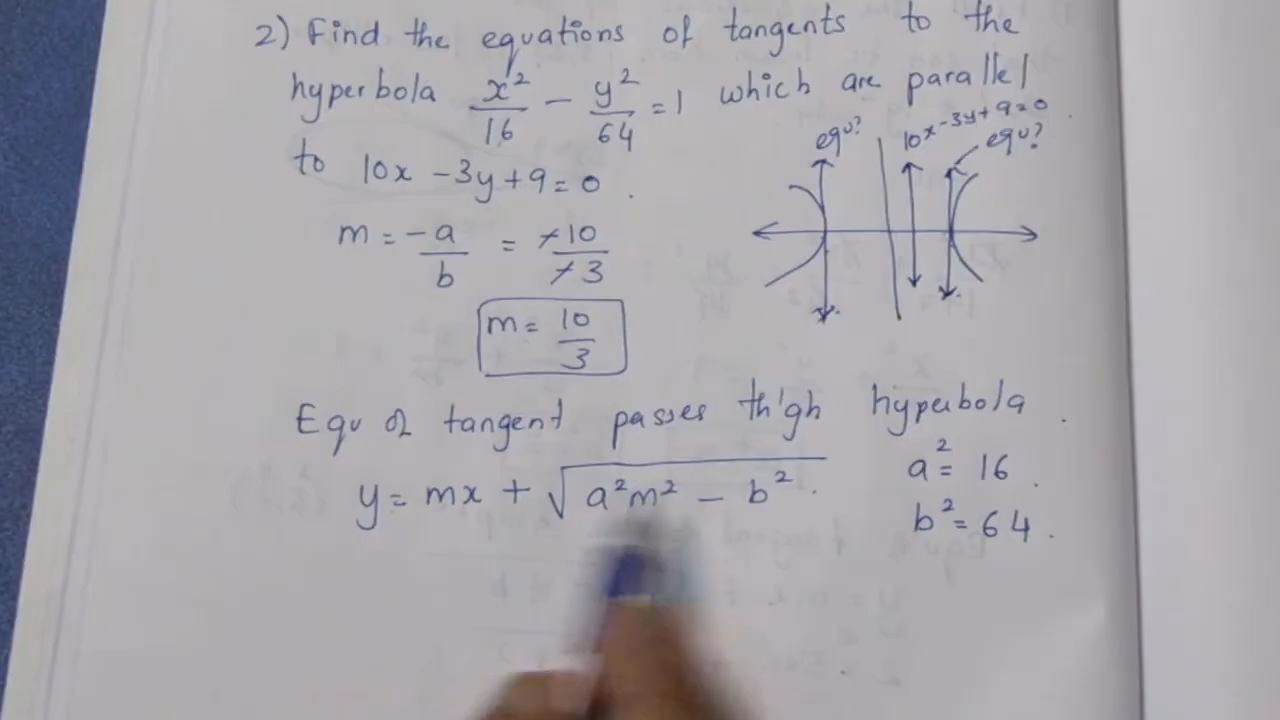 2) Find the equations of tangents to the
hyperbola x²/16 - y²/64 = 1 which are parallel
to 10x - 3y + 9 = 0 .
equ?
10x - 3y + 9 = 0
equ?
m = -a/b = -10/-3
m = 10/3
Equ of tangent passes th'gh hyperbola .
y = mx + √a²m² - b² .
a² = 16 .
b² = 64 .